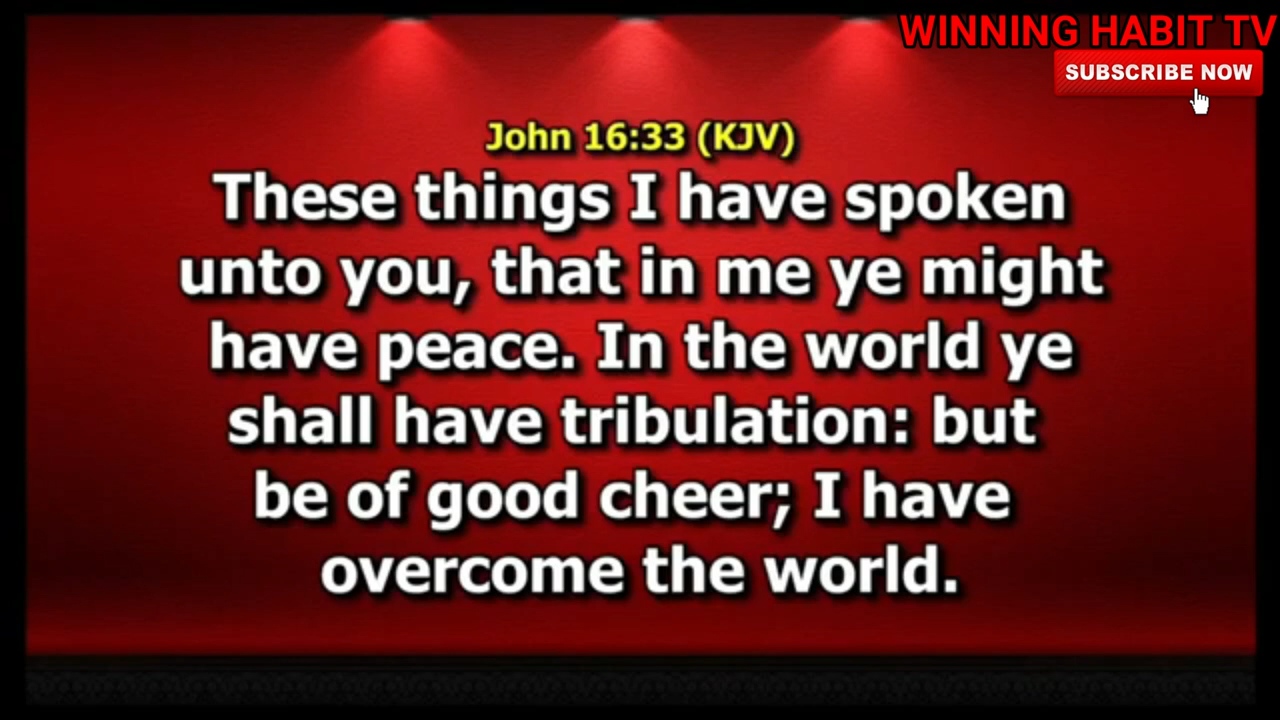 WINNING HABIT TV
SUBSCRIBE NOW
John 16:33 (KJV)
These things I have spoken
unto you, that in me ye might
have peace. In the world ye
shall have tribulation: but
be of good cheer; I have
overcome the world.